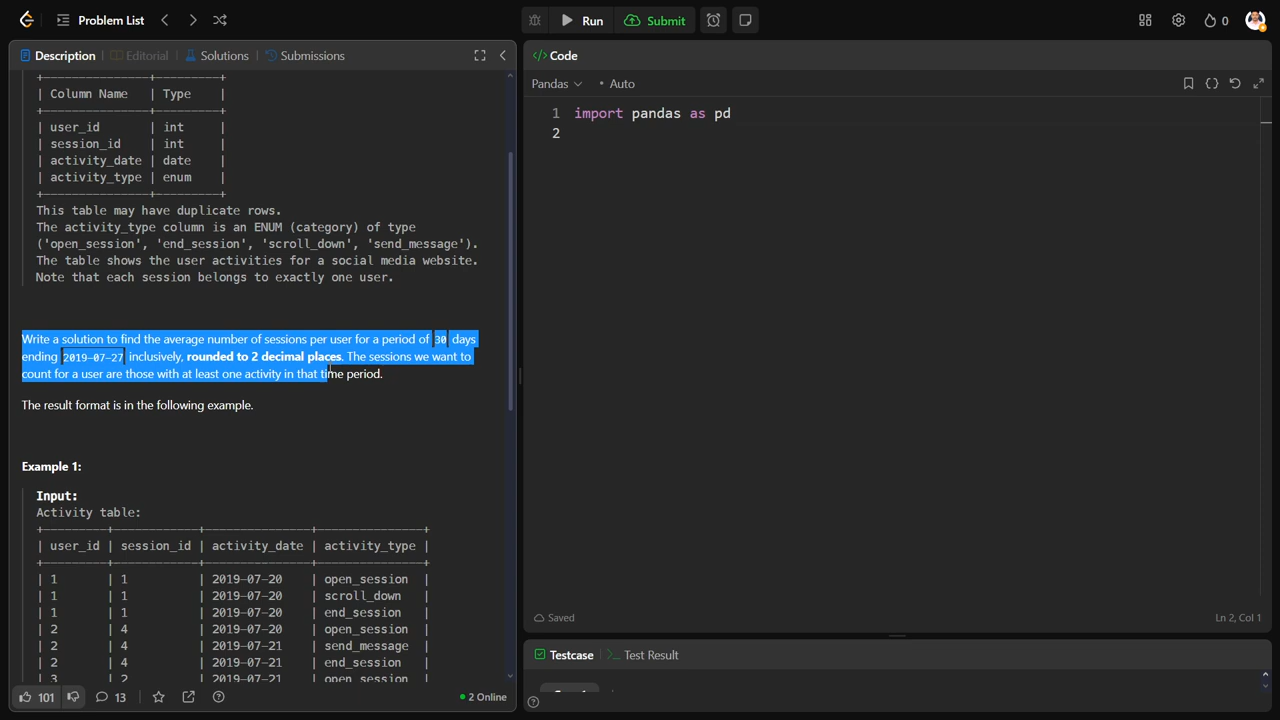 Problem List
Run
Submit
0
Description
Editorial
Solutions
Submissions
+---------------+---------+
| Column Name   | Type    |
+---------------+---------+
| user_id       | int     |
| session_id    | int     |
| activity_date | date    |
| activity_type | enum    |
+---------------+---------+
This table may have duplicate rows.
The activity_type column is an ENUM (category) of type
('open_session', 'end_session', 'scroll_down', 'send_message').
The table shows the user activities for a social media website.
Note that each session belongs to exactly one user.
Write a solution to find the average number of sessions per user for a period of 30 days
ending 2019-07-27 inclusively, rounded to 2 decimal places. The sessions we want to
count for a user are those with at least one activity in that time period.
The result format is in the following example.
Example 1:
Input:
Activity table:
+---------+------------+---------------+---------------+
| user_id | session_id | activity_date | activity_type |
+---------+------------+---------------+---------------+
| 1       | 1          | 2019-07-20    | open_session  |
| 1       | 1          | 2019-07-20    | scroll_down   |
| 1       | 1          | 2019-07-20    | end_session   |
| 2       | 4          | 2019-07-20    | open_session  |
| 2       | 4          | 2019-07-21    | send_message  |
| 2       | 4          | 2019-07-21    | end_session   |
| 3       | 2          | 2019-07-21    | open_session  |
101
13
2 Online
</> Code
Pandas
Auto
1 import pandas as pd
2
Saved
Ln 2, Col 1
Testcase
Test Result